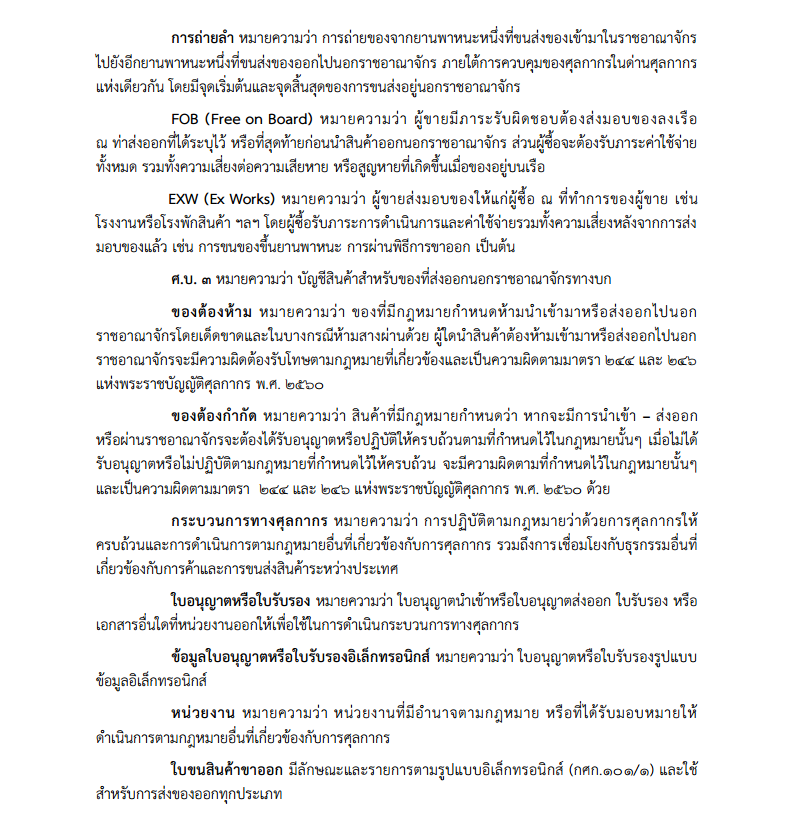 การถ่ายลำ หมายความว่า การถ่ายของจากยานพาหนะหนึ่งที่ขนส่งของเข้ามาในราชอาณาจักร
ไปยังอีกยานพาหนะหนึ่งที่ขนส่งของออกไปนอกราชอาณาจักร ภายใต้การควบคุมของศุลกากรในด่านศุลกากร
แห่งเดียวกัน โดยมีจุดเริ่มต้นและจุดสิ้นสุดของการขนส่งอยู่นอกราชอาณาจักร
FOB (Free on Board) หมายความว่า ผู้ขายมีภาระรับผิดชอบต้องส่งมอบของลงเรือ
ณ ท่าส่งออกที่ได้ระบุไว้ หรือที่สุดท้ายก่อนนำสินค้าออกนอกราชอาณาจักร ส่วนผู้ซื้อจะต้องรับภาระค่าใช้จ่าย
ทั้งหมด รวมทั้งความเสี่ยงต่อความเสียหาย หรือสูญหายที่เกิดขึ้นเมื่อของอยู่บนเรือ
EXW (Ex Works) หมายความว่า ผู้ขายส่งมอบของให้แก่ผู้ซื้อ ณ ที่ทำการของผู้ขาย เช่น
โรงงานหรือโรงพักสินค้า ฯลฯ โดยผู้ซื้อรับภาระการดำเนินการและค่าใช้จ่ายรวมทั้งความเสี่ยงหลังจากการส่ง
มอบของแล้ว เช่น การขนของขึ้นยานพาหนะ การผ่านพิธีการขาออก เป็นต้น
ศ.บ. ๓ หมายความว่า บัญชีสินค้าสำหรับของที่ส่งออกนอกราชอาณาจักรทางบก
ของต้องห้าม หมายความว่า ของที่มีกฎหมายกำหนดห้ามนำเข้ามาหรือส่งออกไปนอก
ราชอาณาจักรโดยเด็ดขาดและในบางกรณีห้ามสางผ่านด้วย ผู้ใดนำสินค้าต้องห้ามเข้ามาหรือส่งออกไปนอก
ราชอาณาจักรจะมีความผิดต้องรับโทษตามกฎหมายที่เกี่ยวข้องและเป็นความผิดตามมาตรา ๒๔๔ และ ๒๔๖
แห่งพระราชบัญญัติศุลกากร พ.ศ. ๒๕๖๐
ของต้องกำกัด หมายความว่า สินค้าที่มีกฎหมายกำหนดว่า หากจะมีการนำเข้า – ส่งออก
หรือผ่านราชอาณาจักรจะต้องได้รับอนุญาตหรือปฏิบัติให้ครบถ้วนตามที่กำหนดไว้ในกฎหมายนั้นๆ เมื่อไม่ได้
รับอนุญาตหรือไม่ปฏิบัติตามกฎหมายที่กำหนดไว้ให้ครบถ้วน จะมีความผิดตามที่กำหนดไว้ในกฎหมายนั้นๆ
และเป็นความผิดตามมาตรา ๒๔๔ และ ๒๔๖ แห่งพระราชบัญญัติศุลกากร พ.ศ. ๒๕๖๐ ด้วย
กระบวนการทางศุลกากร หมายความว่า การปฏิบัติตามกฎหมายว่าด้วยการศุลกากรให้
ครบถ้วนและการดำเนินการตามกฎหมายอื่นที่เกี่ยวข้องกับการศุลกากร รวมถึงการเชื่อมโยงกับธุรกรรมอื่นที่
เกี่ยวข้องกับการค้าและการขนส่งสินค้าระหว่างประเทศ
ใบอนุญาตหรือใบรับรอง หมายความว่า ใบอนุญาตนำเข้าหรือใบอนุญาตส่งออก ใบรับรอง หรือ
เอกสารอื่นใดที่หน่วยงานออกให้เพื่อใช้ในการดำเนินกระบวนการทางศุลกากร
ข้อมูลใบอนุญาตหรือใบรับรองอิเล็กทรอนิกส์ หมายความว่า ใบอนุญาตหรือใบรับรองรูปแบบ
ข้อมูลอิเล็กทรอนิกส์
หน่วยงาน หมายความว่า หน่วยงานที่มีอำนาจตามกฎหมาย หรือที่ได้รับมอบหมายให้
ดำเนินการตามกฎหมายอื่นที่เกี่ยวข้องกับการศุลกากร
ใบขนสินค้าขาออก มีลักษณะและรายการตามรูปแบบอิเล็กทรอนิกส์ (กศก.๑๐๑/๑) และใช้
สำหรับการส่งของออกทุกประเภท